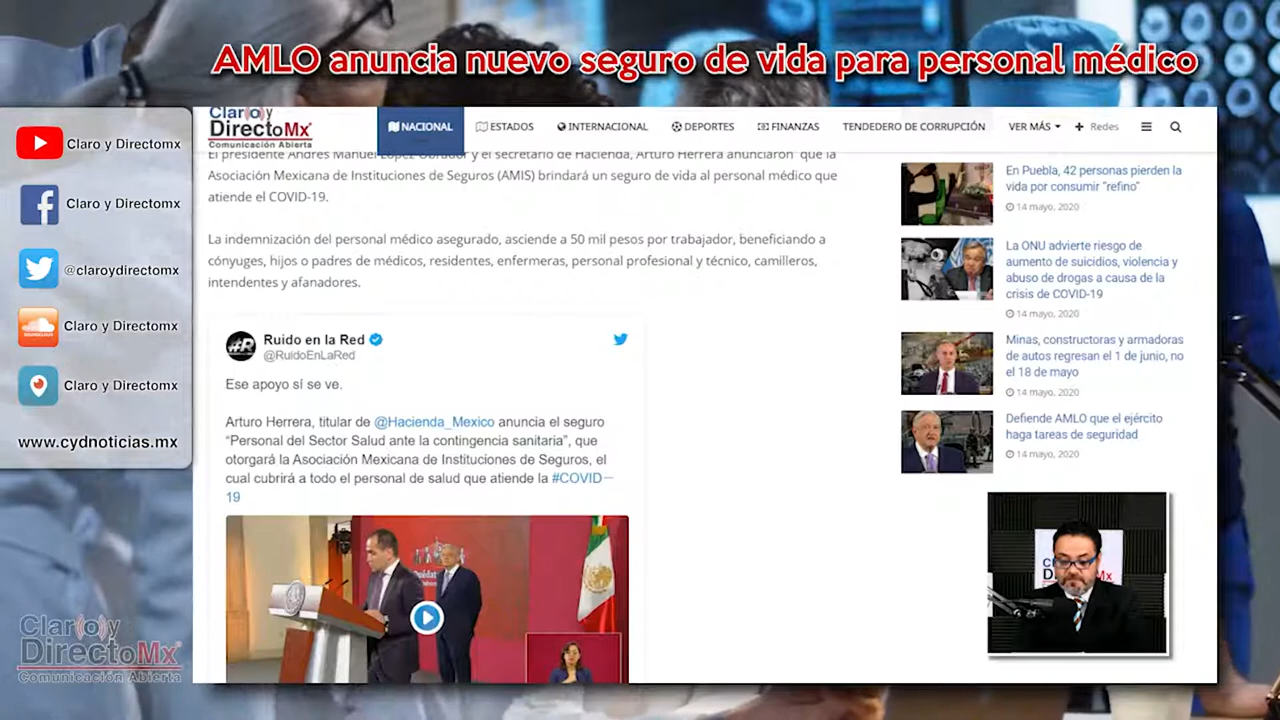 AMLO anuncia nuevo seguro de vida para personal médico
Claro y Directomx
Claro y Directomx
@claroydirectomx
SOUNDCLOUD
Claro y Directomx
Claro y Directomx
www.cydnoticias.mx
Claro y
DirectoMx
Comunicación Abierta
NACIONAL
ESTADOS
INTERNACIONAL
DEPORTES
FINANZAS
TENDEDERO DE CORRUPCIÓN
VER MÁS
Redes
El presidente Andrés Manuel López Obrador y el secretario de Hacienda, Arturo Herrera anunciaron que la
Asociación Mexicana de Instituciones de Seguros (AMIS) brindará un seguro de vida al personal médico que
atiende el COVID-19.
La indemnización del personal médico asegurado, asciende a 50 mil pesos por trabajador, beneficiando a
cónyuges, hijos o padres de médicos, residentes, enfermeras, personal profesional y técnico, camilleros,
intendentes y afanadores.
#R
Ruido en la Red
@RuidoEnLaRed
Ese apoyo sí se ve.
Arturo Herrera, titular de @Hacienda_Mexico anuncia el seguro
“Personal del Sector Salud ante la contingencia sanitaria”, que
otorgará la Asociación Mexicana de Instituciones de Seguros, el
cual cubrirá a todo el personal de salud que atiende la #COVID—
19
En Puebla, 42 personas pierden la
vida por consumir "refino"
14 mayo, 2020
La ONU advierte riesgo de
aumento de suicidios, violencia y
abuso de drogas a causa de la
crisis de COVID-19
14 mayo, 2020
Minas, constructoras y armadoras
de autos regresan el 1 de junio, no
el 18 de mayo
14 mayo, 2020
Defiende AMLO que el ejército
haga tareas de seguridad
14 mayo, 2020
Claro y
DirectoMx
Comunicación Abierta